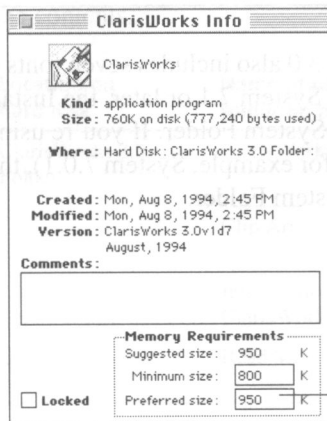 ClarisWorks Info
ClarisWorks
Kind: application program
Size: 760K on disk (777,240 bytes used)
Where: Hard Disk: ClarisWorks 3.0 Folder:
Created: Mon, Aug 8, 1994, 2:45 PM
Modified: Mon, Aug 8, 1994, 2:45 PM
Version: ClarisWorks 3.0v1d7
August, 1994
Comments:
Memory Requirements
Suggested size: 950 K
Minimum size: 800 K
Preferred size: 950 K
Locked